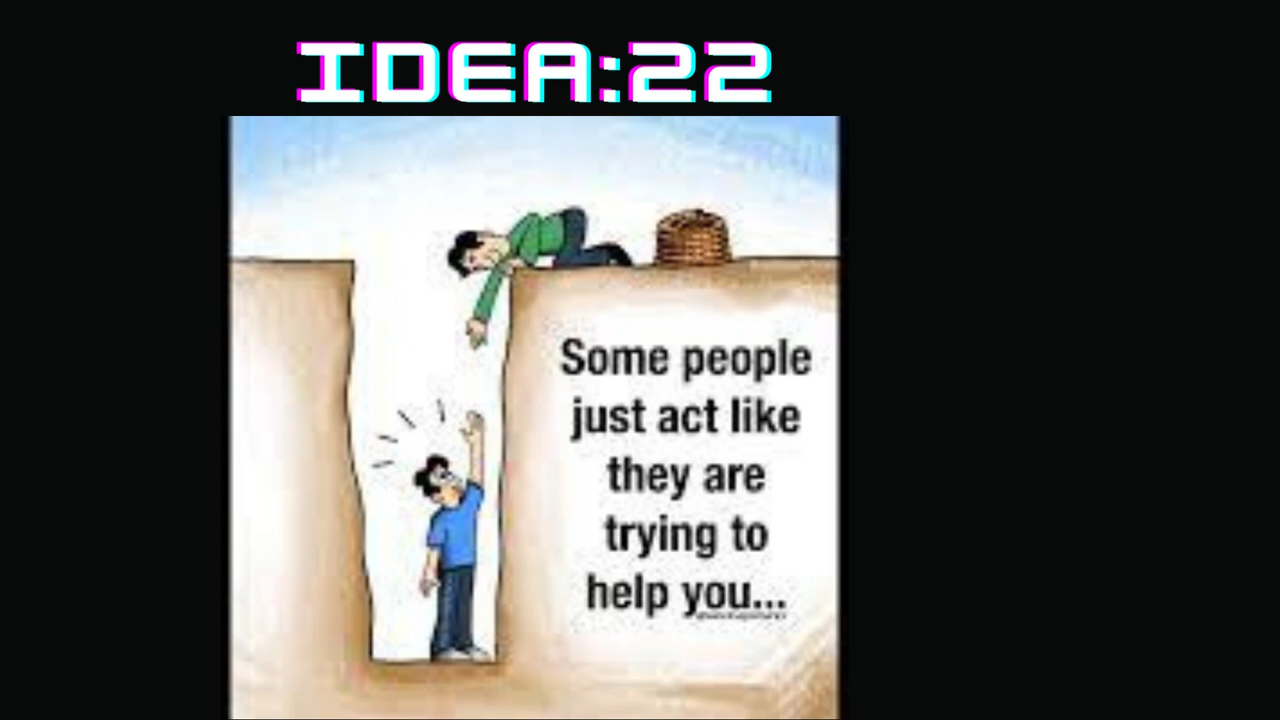 IDEA:22
Some people
just act like
they are
trying to
help you...